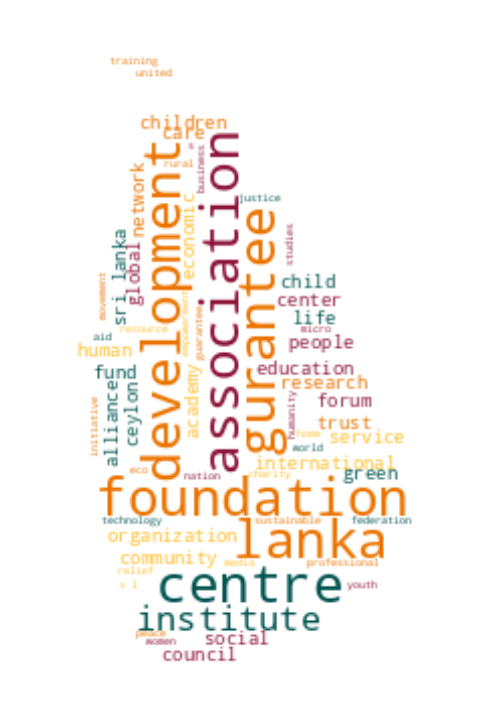 training
united
children
care
rural
business
development
association
network
economic
justice
gurantee
studies
sri lanka
global
movement
child
center
life
micro
people
resource
empowerment
guarantee
aid
human
fund
education
research
alliance
ceylon
academy
humanity
forum
initiative
trust
home
service
world
international
eco
nation
charity
green
foundation
technology
sustainable
federation
organization
lanka
community
media
professional
relief
s l
centre
youth
institute
peace
women
social
council